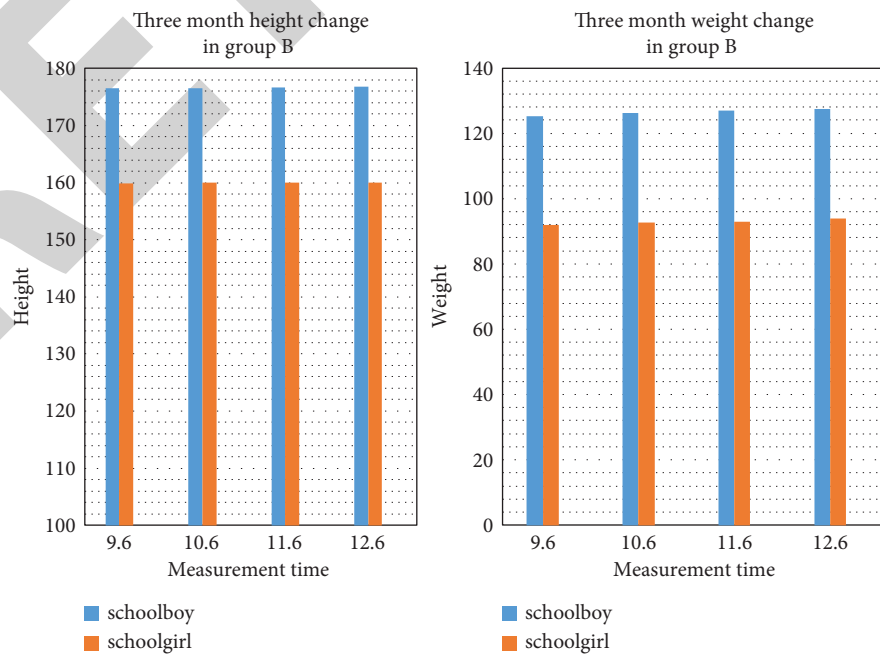 Three month height change
in group B
180
170
160
150
140
130
120
110
100
Height
9.6 10.6 11.6 12.6
Measurement time
schoolboy
schoolgirl
Three month weight change
in group B
140
120
100
80
60
40
20
0
Weight
9.6 10.6 11.6 12.6
Measurement time
schoolboy
schoolgirl